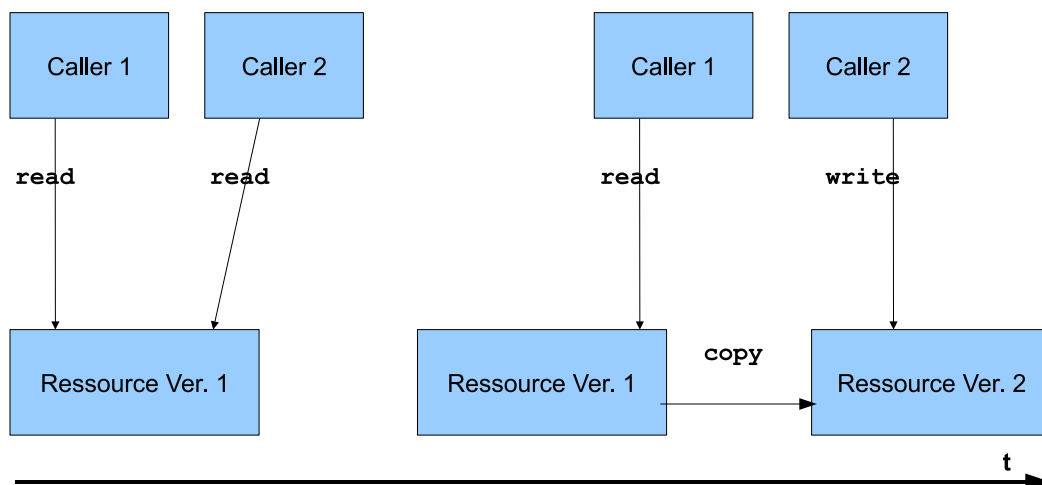 Caller 1
Caller 2
Caller 1
Caller 2
read
read
read
write
copy
Ressource Ver. 1
Ressource Ver. 1
Ressource Ver. 2
t